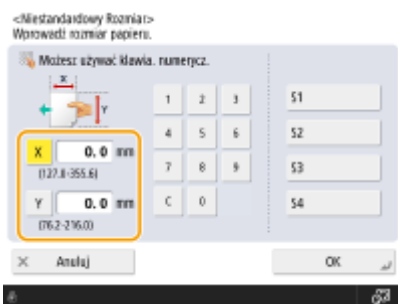 <Niestandardowy Rozmiar>
Wprowadź rozmiar papieru.
Możesz używać klawia. numerycz.
X
Y
1 2 3 S1
4 5 6 S2
X 0. 0 mm
(127.0-355.6)
7 8 9 S3
Y 0. 0 mm
(76.2-216.0)
C 0 S4
× Anuluj OK